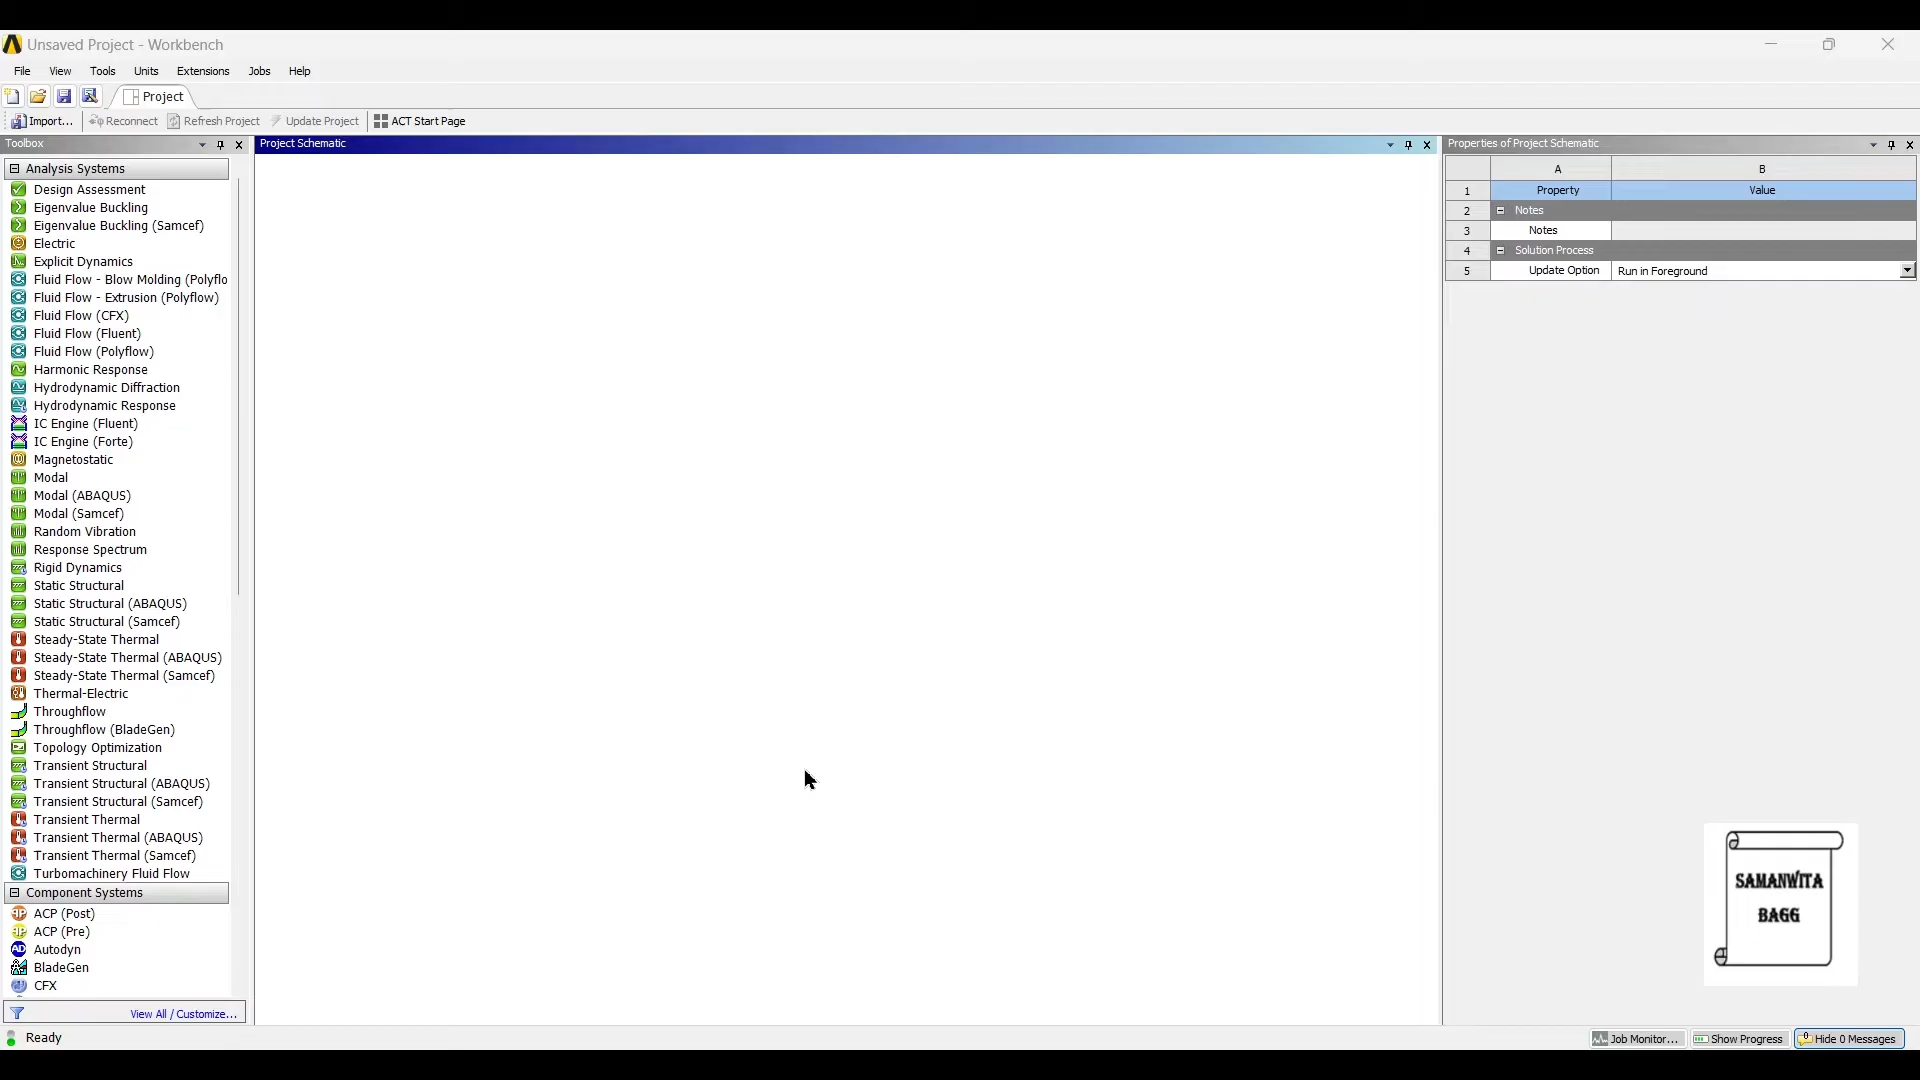 Unsaved Project - Workbench
File View Tools Units Extensions Jobs Help
Project
Import... Reconnect Refresh Project Update Project ACT Start Page
Toolbox
Analysis Systems
Design Assessment
Eigenvalue Buckling
Eigenvalue Buckling (Samcef)
Electric
Explicit Dynamics
Fluid Flow - Blow Molding (Polyflo
Fluid Flow - Extrusion (Polyflow)
Fluid Flow (CFX)
Fluid Flow (Fluent)
Fluid Flow (Polyflow)
Harmonic Response
Hydrodynamic Diffraction
Hydrodynamic Response
IC Engine (Fluent)
IC Engine (Forte)
Magnetostatic
Modal
Modal (ABAQUS)
Modal (Samcef)
Random Vibration
Response Spectrum
Rigid Dynamics
Static Structural
Static Structural (ABAQUS)
Static Structural (Samcef)
Steady-State Thermal
Steady-State Thermal (ABAQUS)
Steady-State Thermal (Samcef)
Thermal-Electric
Throughflow
Throughflow (BladeGen)
Topology Optimization
Transient Structural
Transient Structural (ABAQUS)
Transient Structural (Samcef)
Transient Thermal
Transient Thermal (ABAQUS)
Transient Thermal (Samcef)
Turbomachinery Fluid Flow
Component Systems
ACP (Post)
ACP (Pre)
Autodyn
BladeGen
CFX
View All / Customize...
Project Schematic
Properties of Project Schematic
A B
1 Property Value
2 Notes
3 Notes
4 Solution Process
5 Update Option Run in Foreground
SAMANWITA
BAGG
Ready
Job Monitor... Show Progress Hide 0 Messages